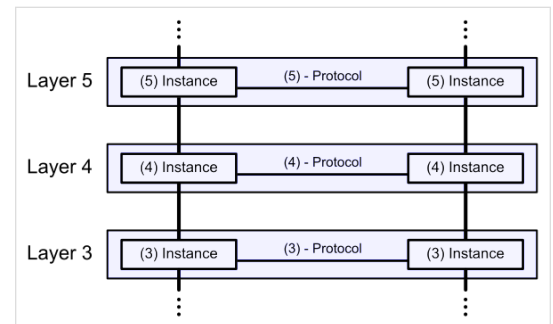 Layer 5
(5) Instance
(5) - Protocol
(5) Instance
Layer 4
(4) Instance
(4) - Protocol
(4) Instance
Layer 3
(3) Instance
(3) - Protocol
(3) Instance